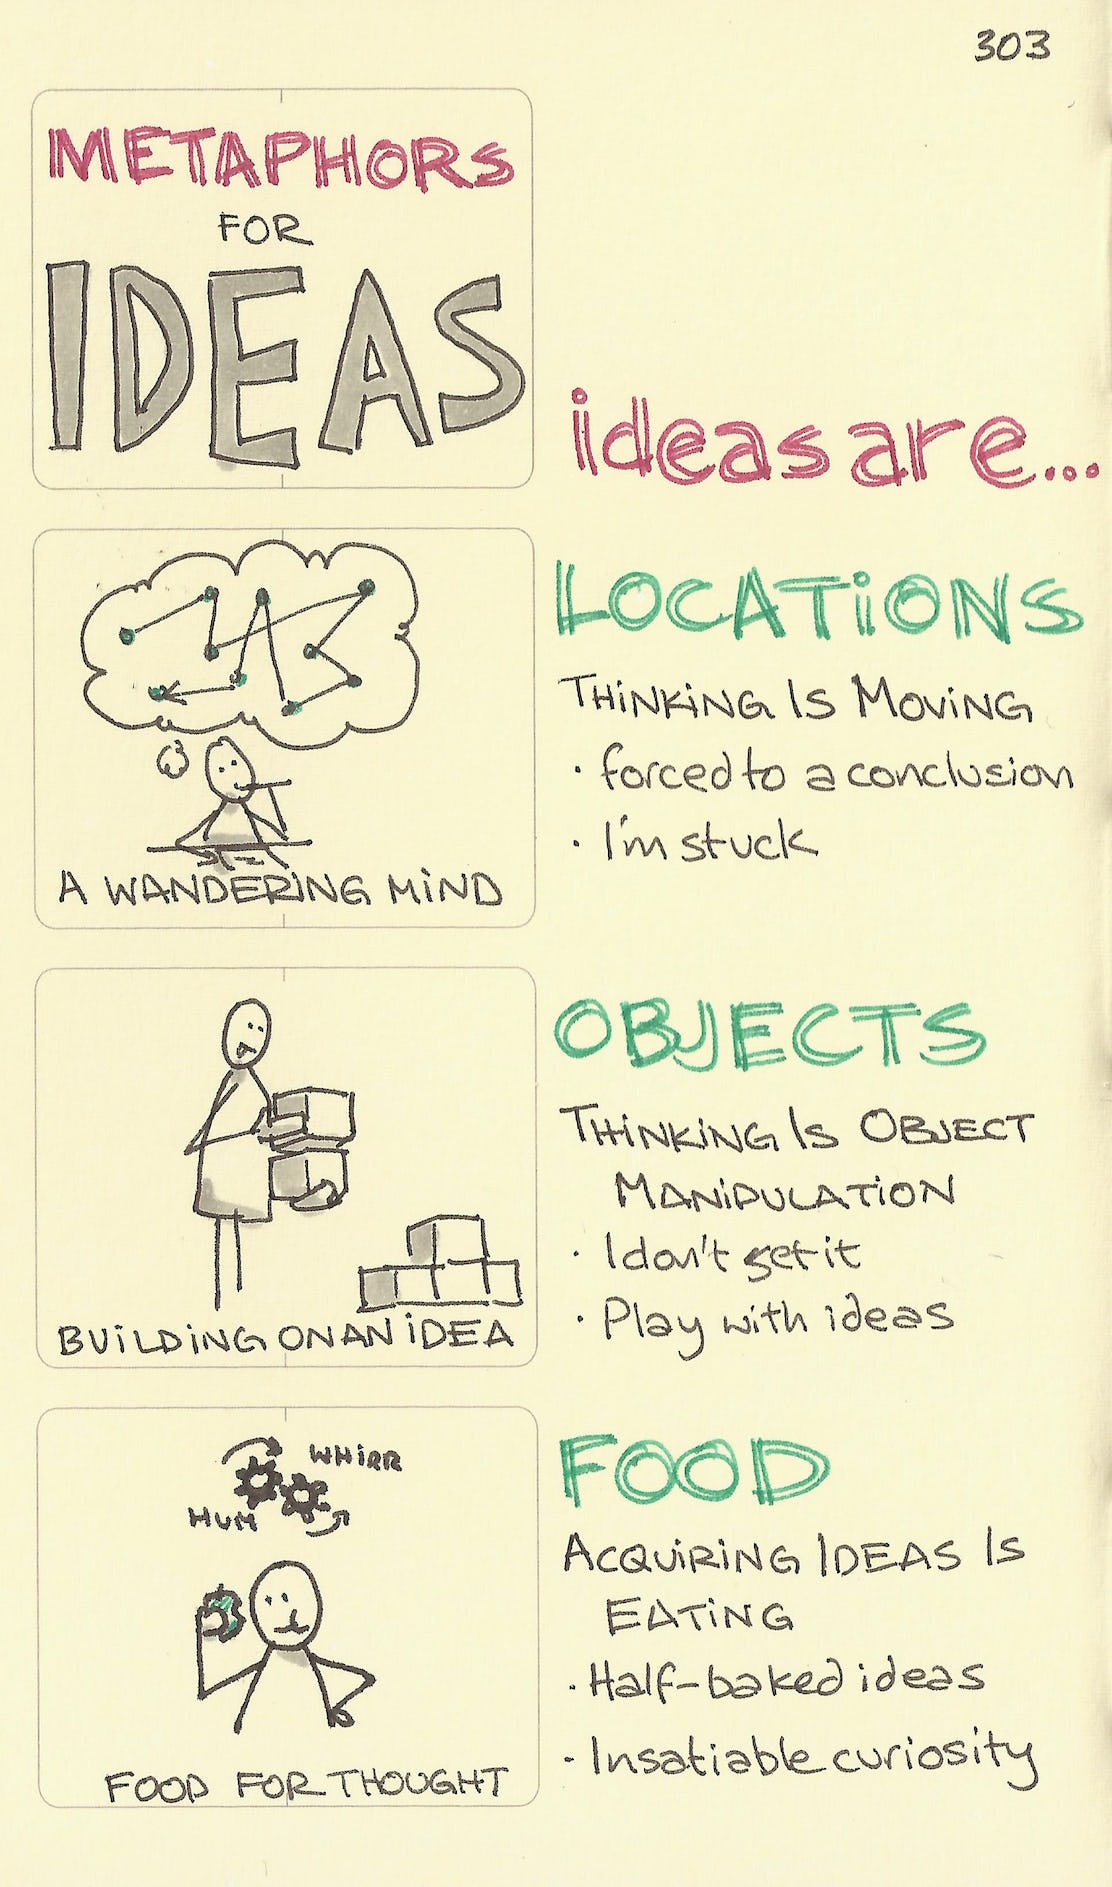 303
METAPHORS
FOR
IDEAS
ideas are...
A WANDERING MIND
LOCATIONS
THiNKiNG IS MOViNG
· forced to a conclusion
· I'm stuck
BUiLDiNG ON AN iDEA
OBJECTS
THiNKiNG IS OBJECT
MANiPULATiON
· I don't get it
· Play with ideas
WHiRR
HUM
FOOD FOR THOUGHT
FOOD
ACQUiRiNG IDEAS IS
EATiNG
· Half-baked ideas
· Insatiable curiosity